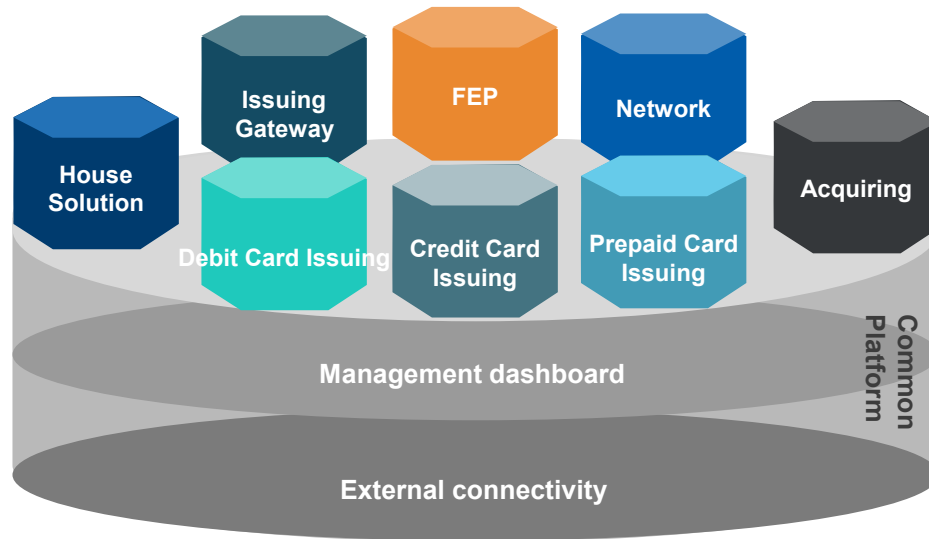 Issuing
Gateway
FEP
Network
House
Solution
Acquiring
Debit Card Issuing
Credit Card
Issuing
Prepaid Card
Issuing
Common
Platform
Management dashboard
External connectivity